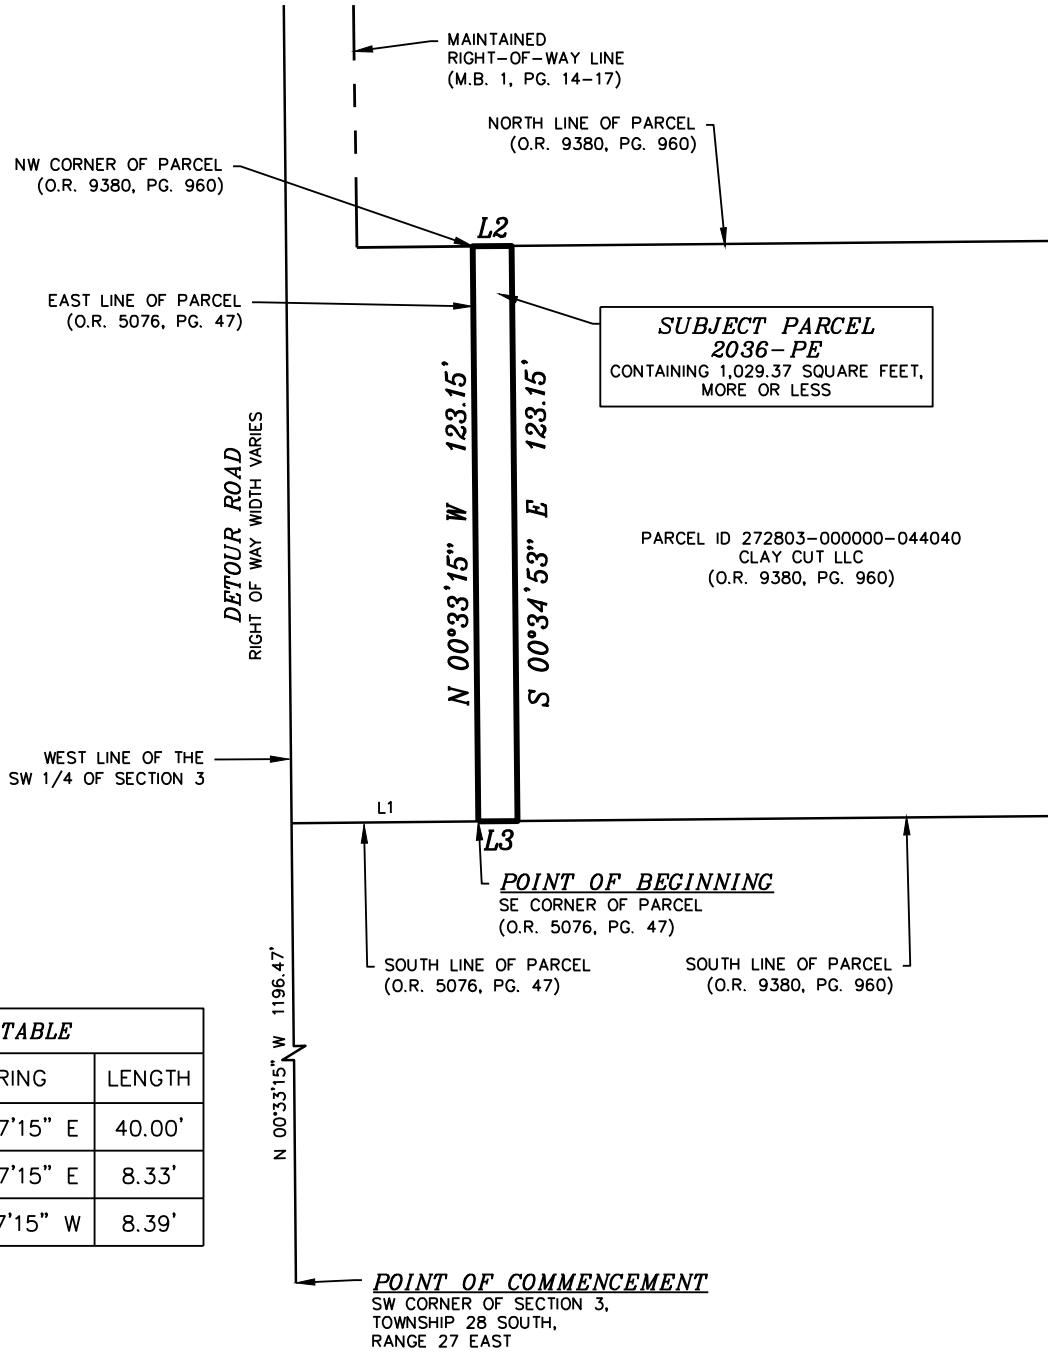 MAINTAINED
RIGHT-OF-WAY LINE
(M.B. 1, PG. 14-17)
NORTH LINE OF PARCEL
(O.R. 9380, PG. 960)
NW CORNER OF PARCEL
(O.R. 9380, PG. 960)
L2
EAST LINE OF PARCEL
(O.R. 5076, PG. 47)
SUBJECT PARCEL
2036-PE
CONTAINING 1,029.37 SQUARE FEET,
MORE OR LESS
N 00°33'15" W 123.15'
S 00°34'53" E 123.15'
DETOUR ROAD
RIGHT OF WAY WIDTH VARIES
PARCEL ID 272803-000000-044040
CLAY CUT LLC
(O.R. 9380, PG. 960)
WEST LINE OF THE
SW 1/4 OF SECTION 3
L1
L3
POINT OF BEGINNING
SE CORNER OF PARCEL
(O.R. 5076, PG. 47)
SOUTH LINE OF PARCEL
(O.R. 5076, PG. 47)
SOUTH LINE OF PARCEL
(O.R. 9380, PG. 960)
N 00°33'15" W 1196.47'
TABLE
RING LENGTH
7'15" E 40.00'
7'15" E 8.33'
7'15" W 8.39'
POINT OF COMMENCEMENT
SW CORNER OF SECTION 3,
TOWNSHIP 28 SOUTH,
RANGE 27 EAST